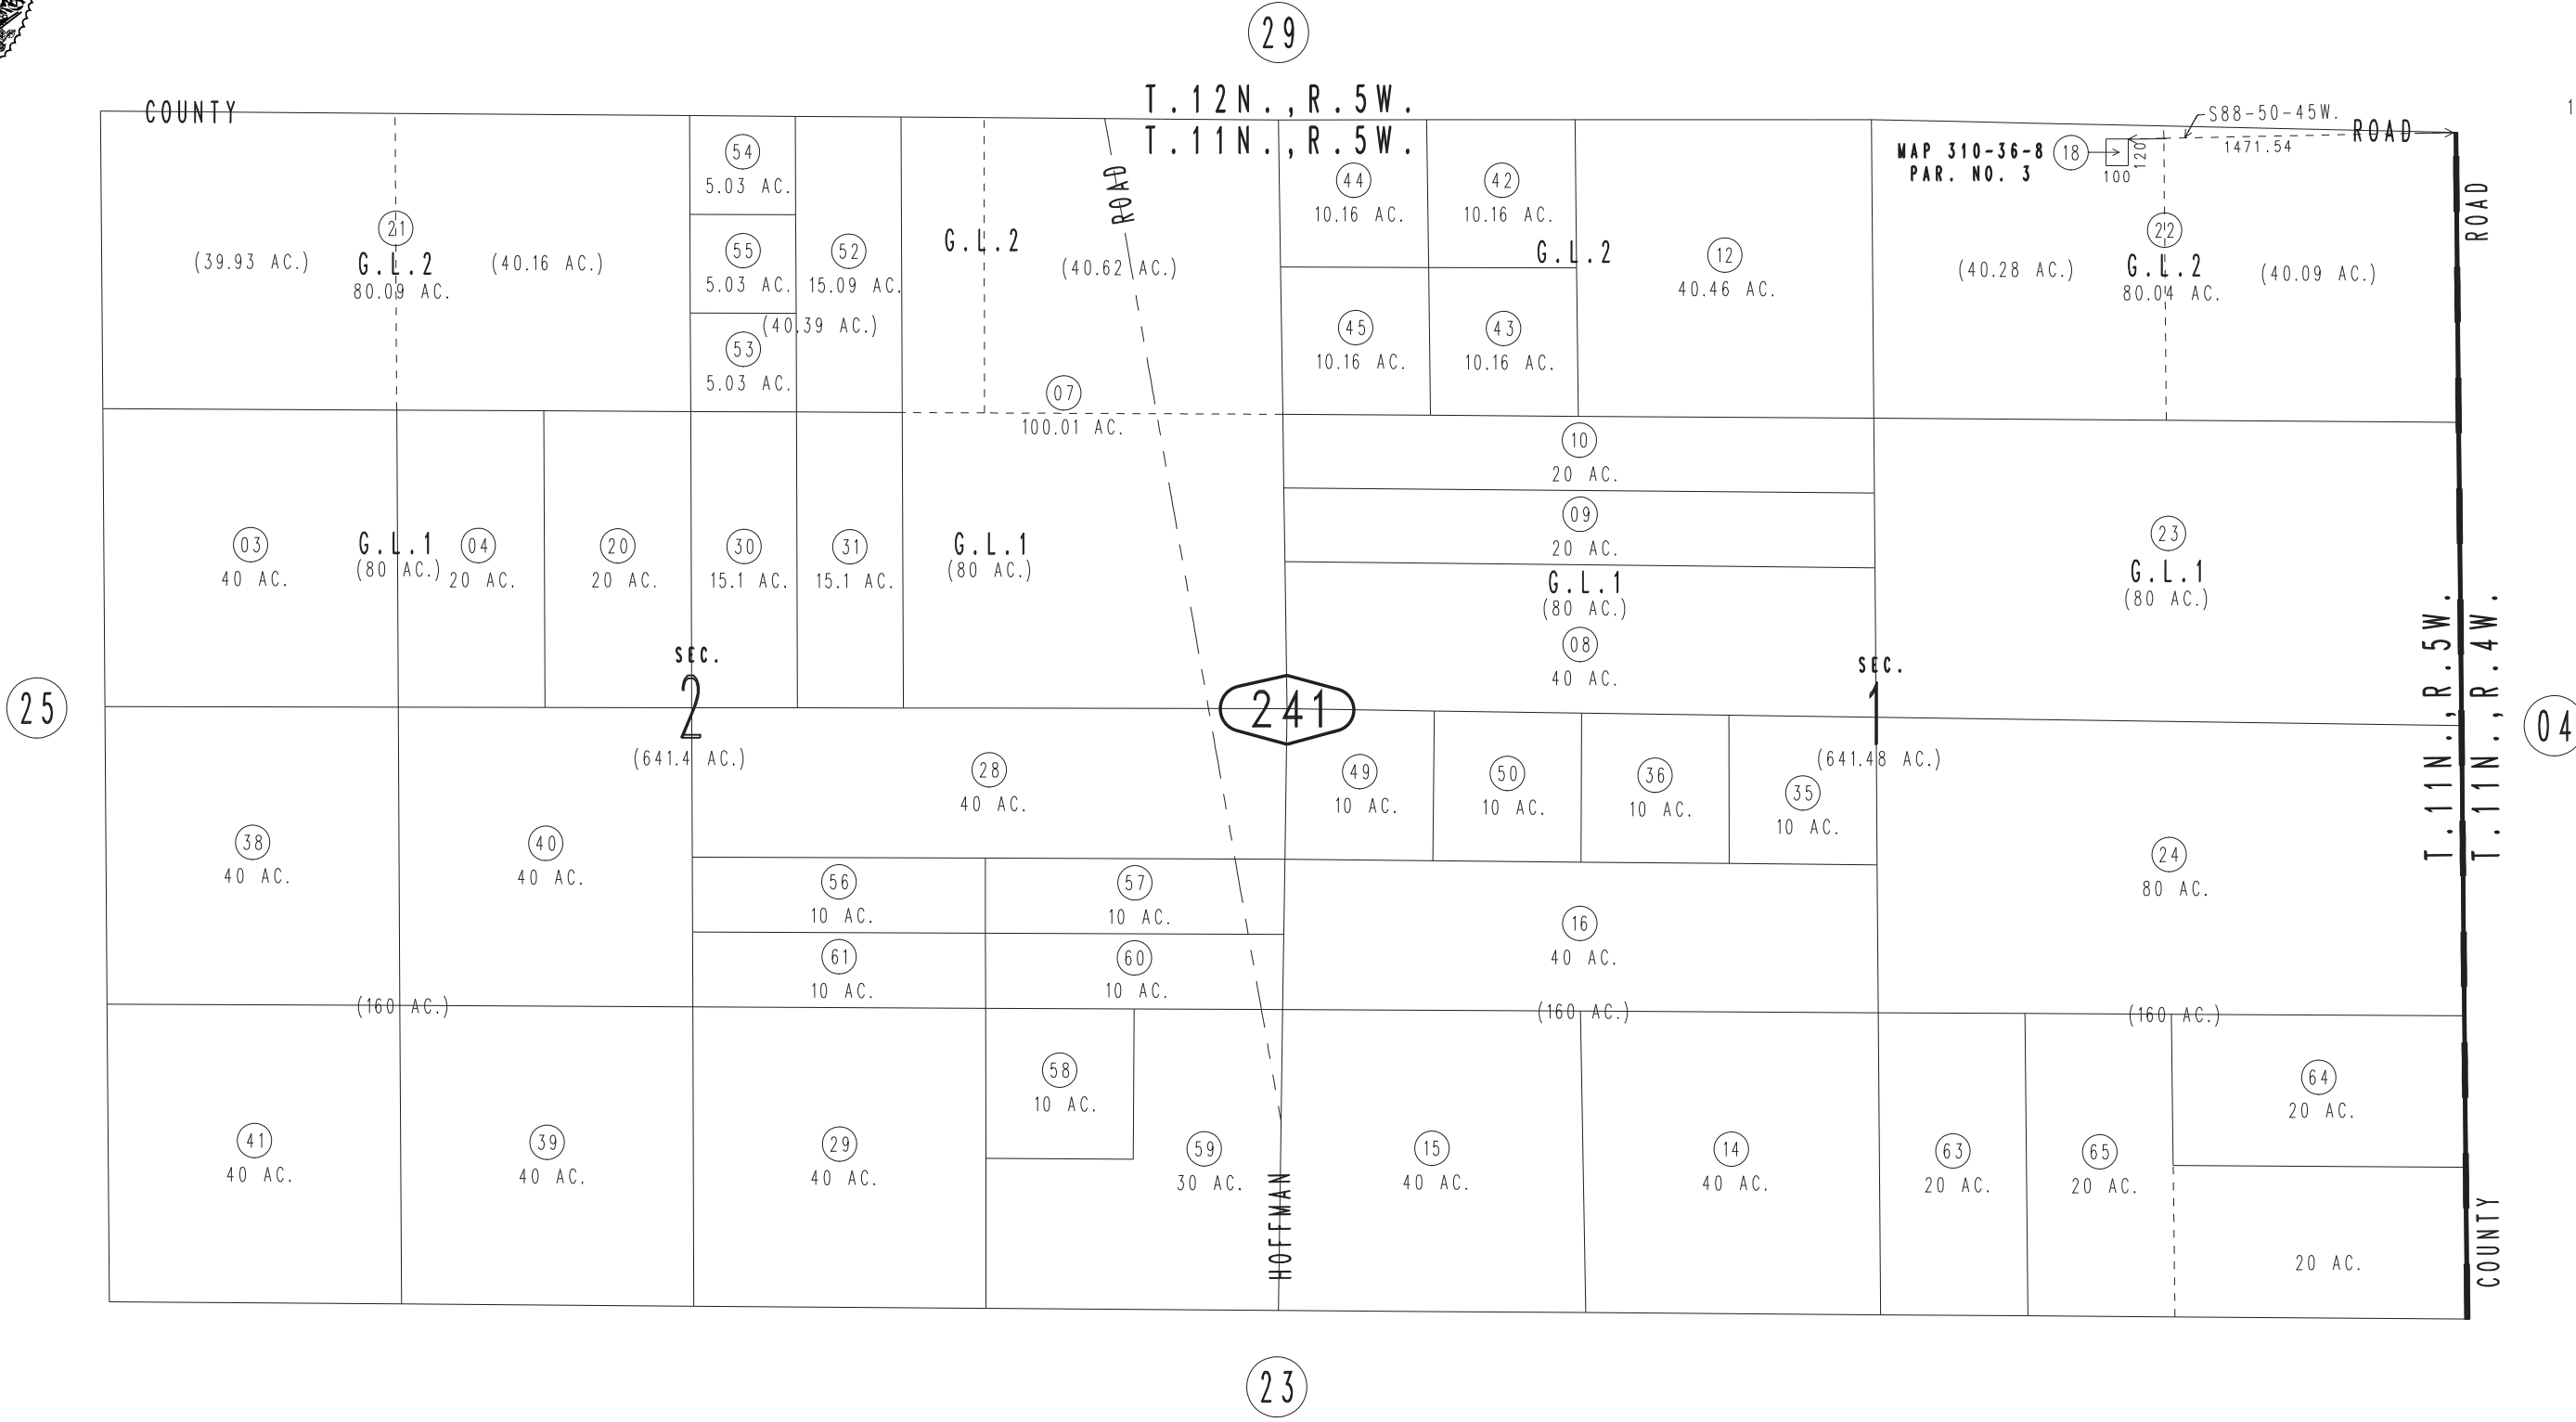 29
T.12N.,R.5W.
T.11N.,R.5W.
COUNTY
ROAD
S88-50-45W.
ROAD
1471.54
MAP 310-36-8
PAR. NO. 3
18
120
100
ROAD
54
5.03 AC.
55
5.03 AC.
53
5.03 AC.
52
15.09 AC.
(40.39 AC.)
21
(39.93 AC.)
G.L.2
80.09 AC.
(40.16 AC.)
G.L.2
(40.62 AC.)
07
100.01 AC.
44
10.16 AC.
42
10.16 AC.
G.L.2
45
10.16 AC.
43
10.16 AC.
12
40.46 AC.
22
(40.28 AC.)
G.L.2
80.04 AC.
(40.09 AC.)
10
20 AC.
09
20 AC.
G.L.1
(80 AC.)
08
40 AC.
03
40 AC.
G.L.1
(80 AC.)
04
20 AC.
20
20 AC.
30
15.1 AC.
31
15.1 AC.
G.L.1
(80 AC.)
23
G.L.1
(80 AC.)
T.11N.,R.5W.
T.11N.,R.4W.
25
SEC.
2
(641.4 AC.)
241
SEC.
1
(641.48 AC.)
04
28
40 AC.
49
10 AC.
50
10 AC.
36
10 AC.
35
10 AC.
38
40 AC.
40
40 AC.
56
10 AC.
57
10 AC.
61
10 AC.
60
10 AC.
16
40 AC.
24
80 AC.
(160 AC.)
(160 AC.)
(160 AC.)
41
40 AC.
39
40 AC.
29
40 AC.
58
10 AC.
59
30 AC.
HOFFMAN
15
40 AC.
14
40 AC.
63
20 AC.
65
20 AC.
64
20 AC.
20 AC.
COUNTY
23